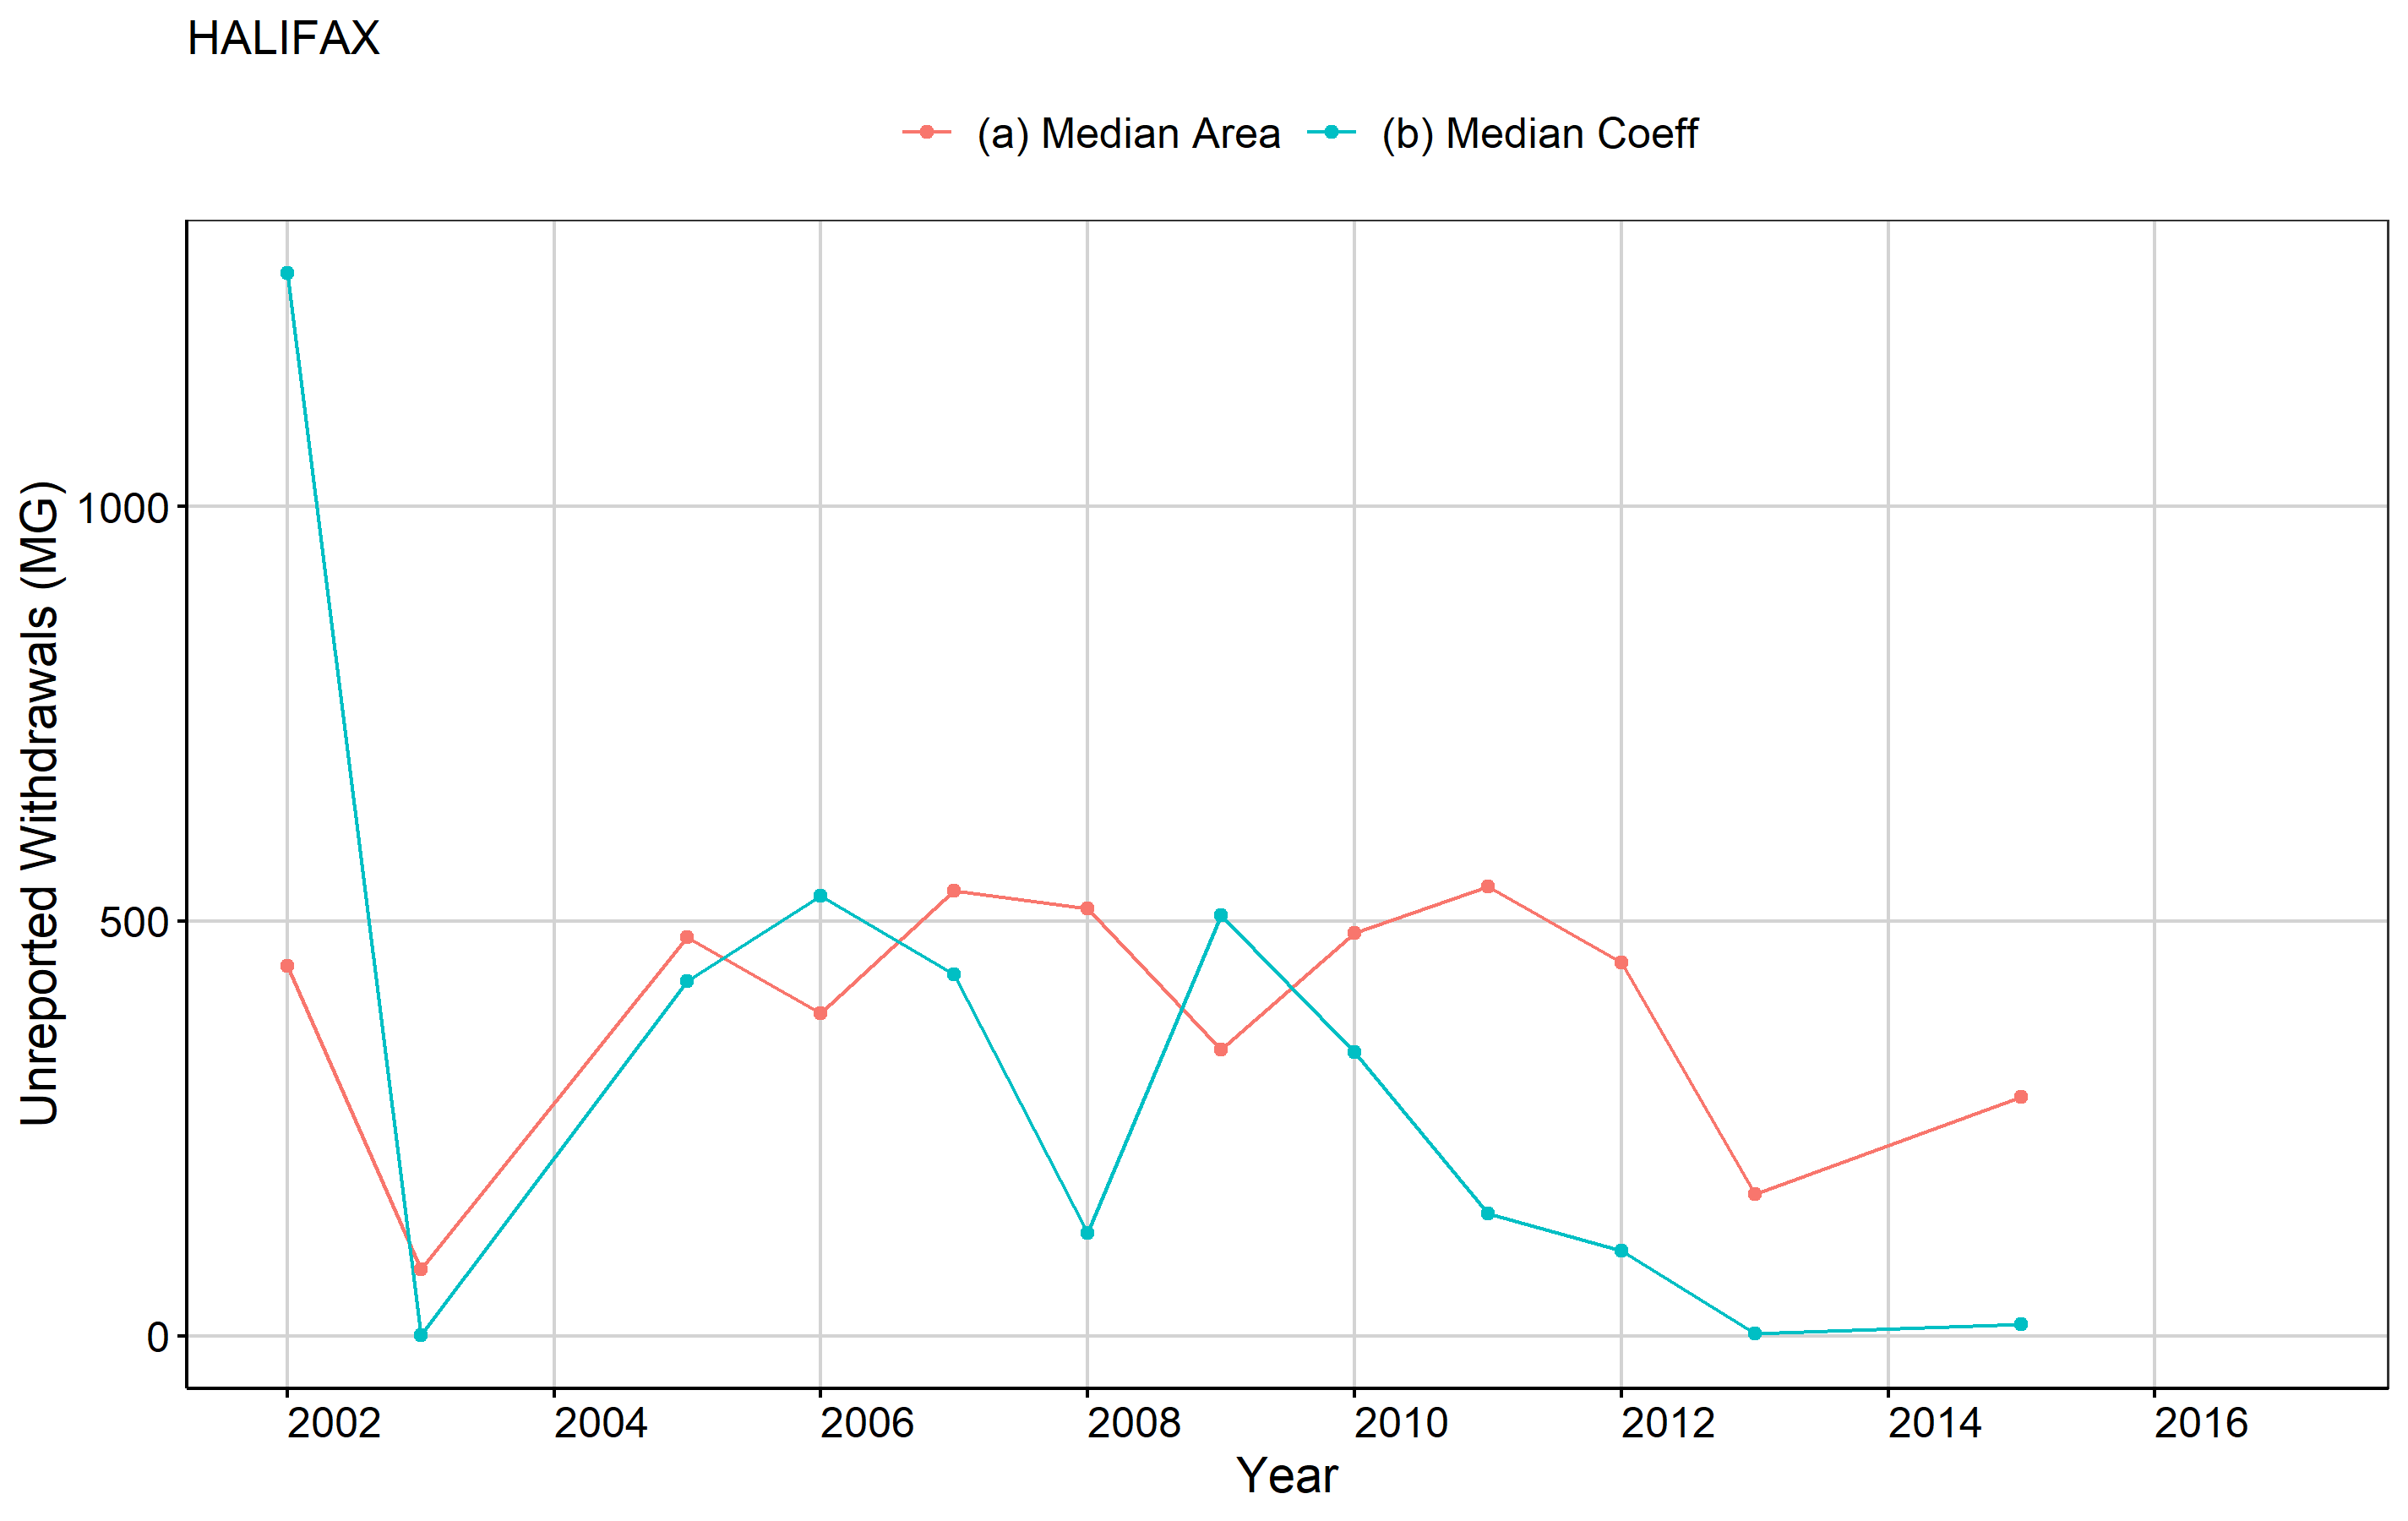 HALIFAX
(a) Median Area (b) Median Coeff
Unreported Withdrawals (MG)
1000
500
0
2002 2004 2006 2008 2010 2012 2014 2016
Year